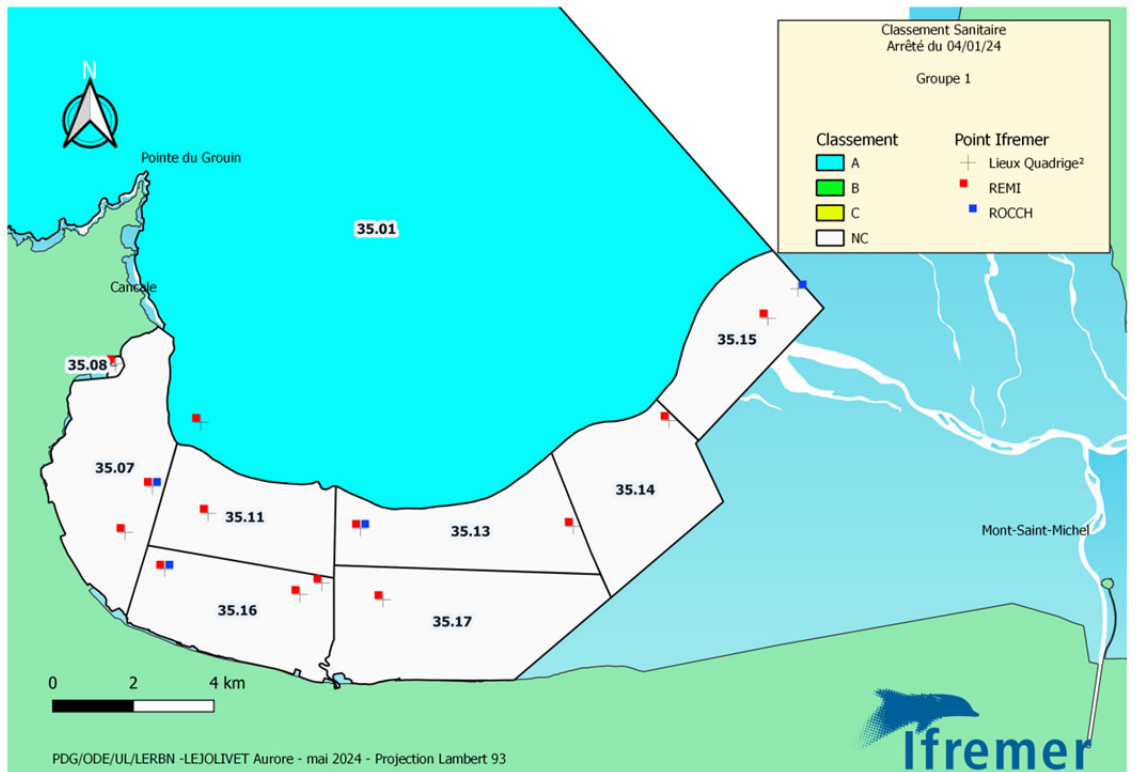 Classement Sanitaire
Arrêté du 04/01/24
Groupe 1
Classement
A
B
C
NC
Point Ifremer
Lieux Quadrige²
REMI
ROCCH
N
Pointe du Grouin
35.01
Cancale
35.15
35.08
35.07
35.14
35.11
35.13
Mont-Saint-Michel
35.16
35.17
0 2 4 km
PDG/ODE/UL/LERBN -LEJOLIVET Aurore - mai 2024 - Projection Lambert 93
Ifremer